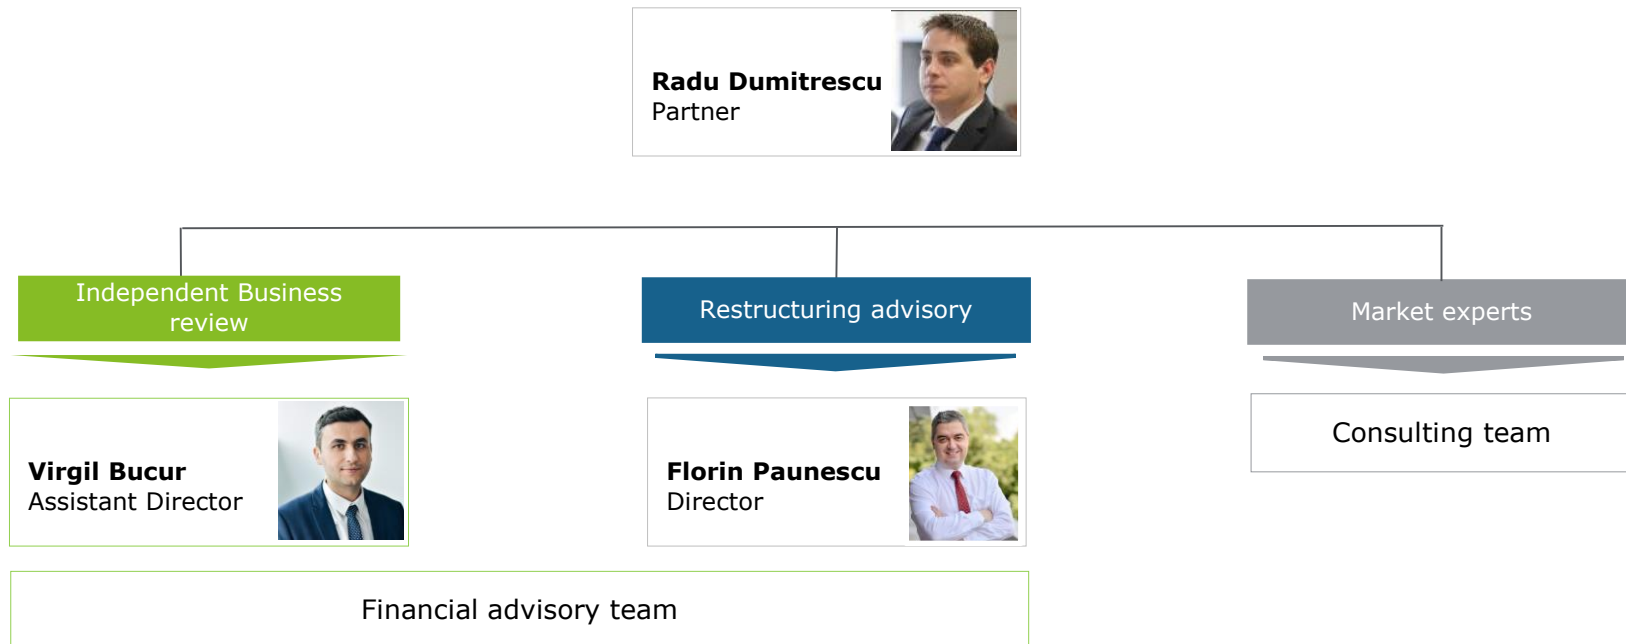 Radu Dumitrescu
Partner
Independent Business
review
Restructuring advisory
Market experts
Virgil Bucur
Assistant Director
Florin Paunescu
Director
Consulting team
Financial advisory team